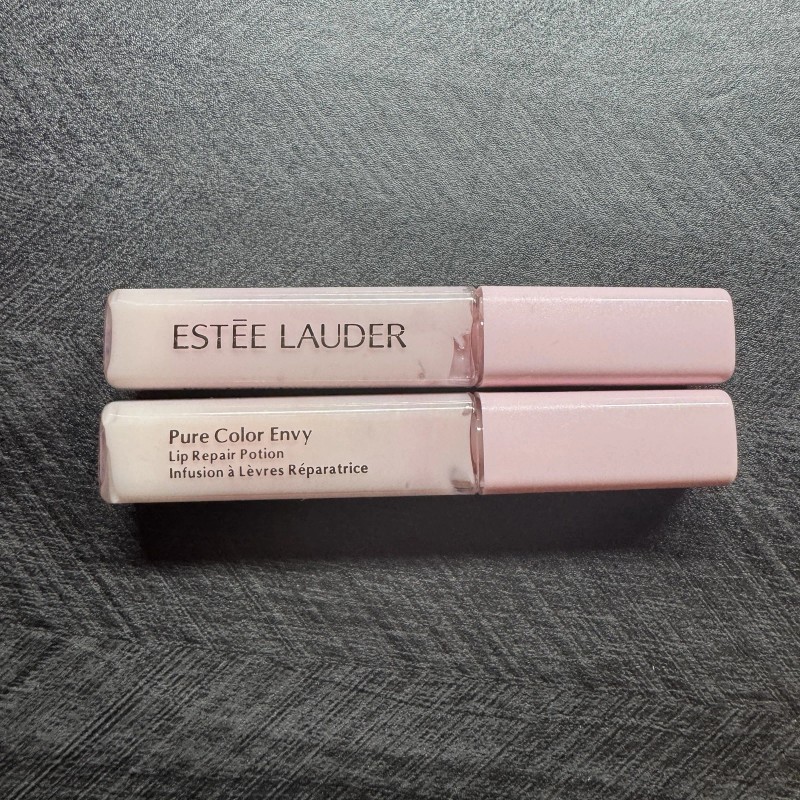 ESTĒE LAUDER
Pure Color Envy
Lip Repair Potion
Infusion à Lèvres Réparatrice